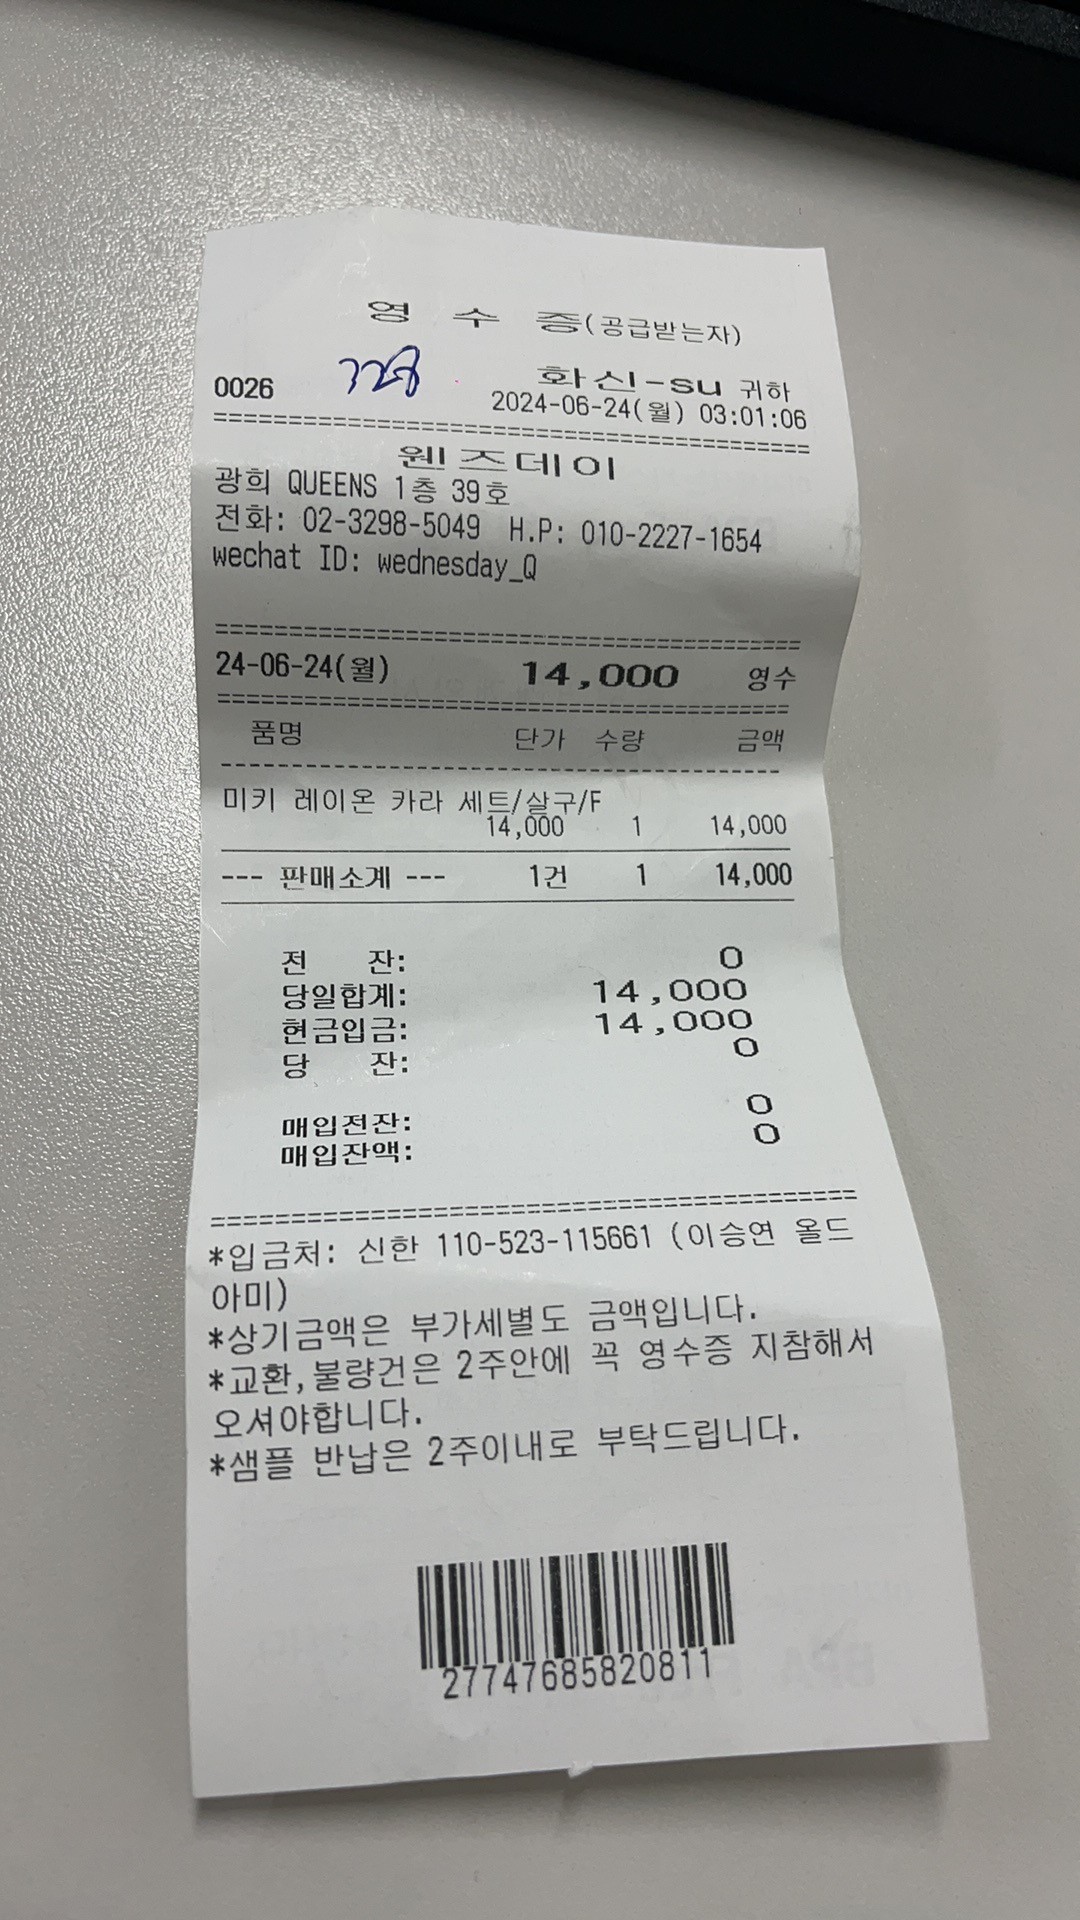 영 수 증(공급받는자)
0026 328 화신-su 귀하
2024-06-24(월) 03:01:06
==========================================
웬즈데이
광희 QUEENS 1층 39호
전화: 02-3298-5049 H.P: 010-2227-1654
wechat ID: wednesday_Q
==========================================
24-06-24(월) 14,000 영수
==========================================
품명 단가 수량 금액
------------------------------------------
미키 레이온 카라 세트/살구/F
14,000 1 14,000
--- 판매소계 --- 1건 1 14,000
전 잔: 0
당일합계: 14,000
현금입금: 14,000
당 잔: 0
매입전잔: 0
매입잔액: 0
==========================================
*입금처: 신한 110-523-115661 (이승연 올드
아미)
*상기금액은 부가세별도 금액입니다.
*교환,불량건은 2주안에 꼭 영수증 지참해서
오셔야합니다.
*샘플 반납은 2주이내로 부탁드립니다.
27747685820811